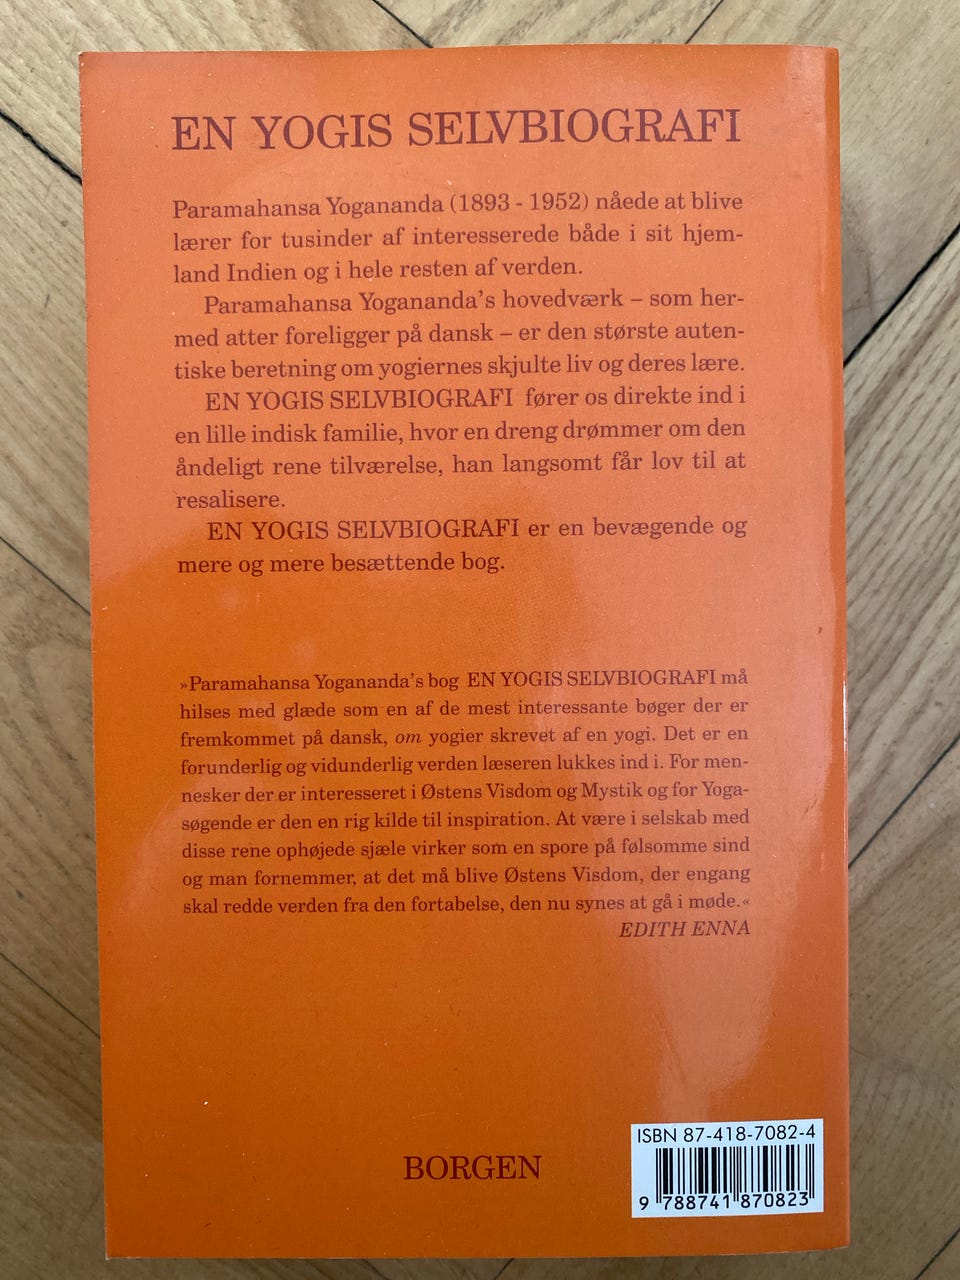 EN YOGIS SELVBIOGRAFI
Paramahansa Yogananda (1893 - 1952) nåede at blive
lærer for tusinder af interesserede både i sit hjem-
land Indien og i hele resten af verden.
Paramahansa Yogananda's hovedværk – som her-
med atter foreligger på dansk – er den største auten-
tiske beretning om yogiernes skjulte liv og deres lære.
EN YOGIS SELVBIOGRAFI fører os direkte ind i
en lille indisk familie, hvor en dreng drømmer om den
åndeligt rene tilværelse, han langsomt får lov til at
resalisere.
EN YOGIS SELVBIOGRAFI er en bevægende og
mere og mere besættende bog.
»Paramahansa Yogananda's bog EN YOGIS SELVBIOGRAFI må
hilses med glæde som en af de mest interessante bøger der er
fremkommet på dansk, om yogier skrevet af en yogi. Det er en
forunderlig og vidunderlig verden læseren lukkes ind i. For men-
nesker der er interesseret i Østens Visdom og Mystik og for Yoga-
søgende er den en rig kilde til inspiration. At være i selskab med
disse rene ophøjede sjæle virker som en spore på følsomme sind
og man fornemmer, at det må blive Østens Visdom, der engang
skal redde verden fra den fortabelse, den nu synes at gå i møde.«
EDITH ENNA
BORGEN
ISBN 87-418-7082-4
9 788741 870823